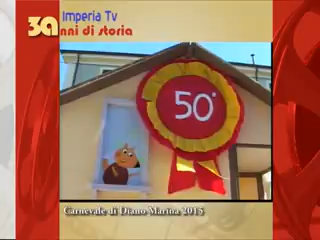 Imperia Tv
30 anni di storia
50°
Carnevale di Diano Marina 2015